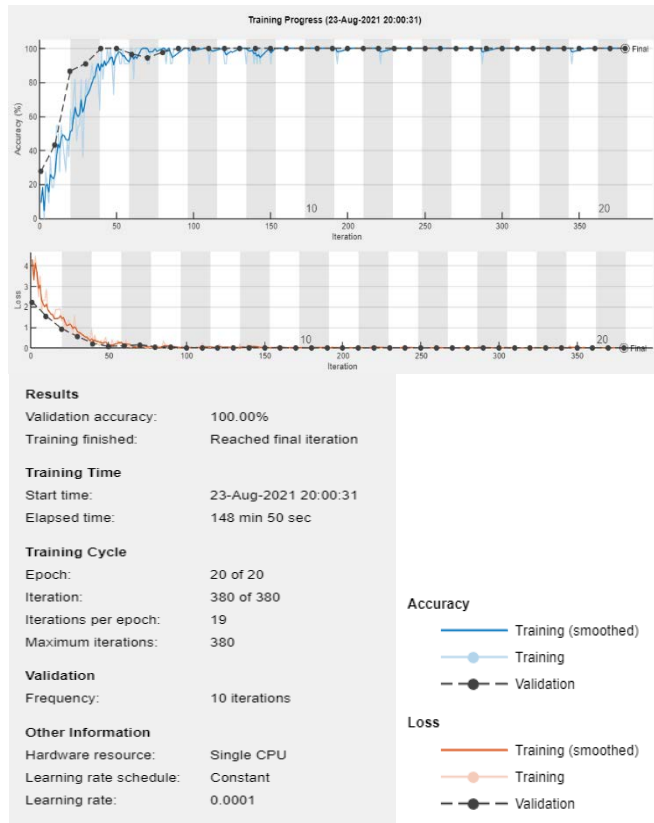 Training Progress (23-Aug-2021 20:00:31)
Accuracy (%)
100
80
60
40
20
0
Final
10
20
0 50 100 150 200 250 300 350
Iteration
Loss
4
3
2
1
0
10
20
Final
0 50 100 150 200 250 300 350
Iteration
Results
Validation accuracy: 100.00%
Training finished: Reached final iteration
Training Time
Start time: 23-Aug-2021 20:00:31
Elapsed time: 148 min 50 sec
Training Cycle
Epoch: 20 of 20
Iteration: 380 of 380
Iterations per epoch: 19
Maximum iterations: 380
Validation
Frequency: 10 iterations
Other Information
Hardware resource: Single CPU
Learning rate schedule: Constant
Learning rate: 0.0001
Accuracy
Training (smoothed)
Training
Validation
Loss
Training (smoothed)
Training
Validation